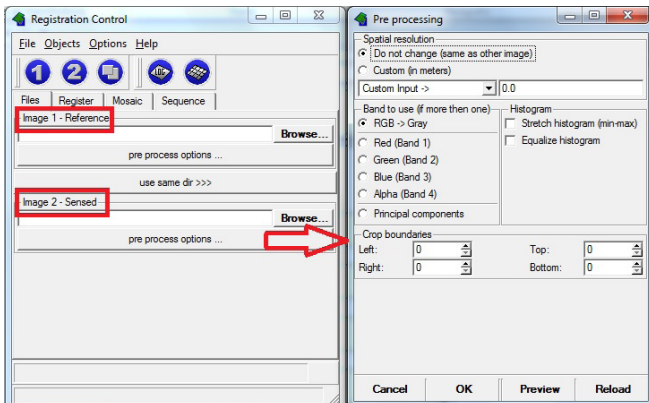 Registration Control
File Objects Options Help
1 2
Files Register Mosaic Sequence
Image 1 - Reference
Browse...
pre process options ...
use same dir >>>
Image 2 - Sensed
Browse...
pre process options ...
Pre processing
Spatial resolution
Do not change (same as other image)
Custom (in meters)
Custom Input -> 0.0
Band to use (if more then one)
RGB -> Gray
Red (Band 1)
Green (Band 2)
Blue (Band 3)
Alpha (Band 4)
Principal components
Histogram
Stretch histogram (min-max)
Equalize histogram
Crop boundaries
Left: 0 Top: 0
Right: 0 Bottom: 0
Cancel OK Preview Reload